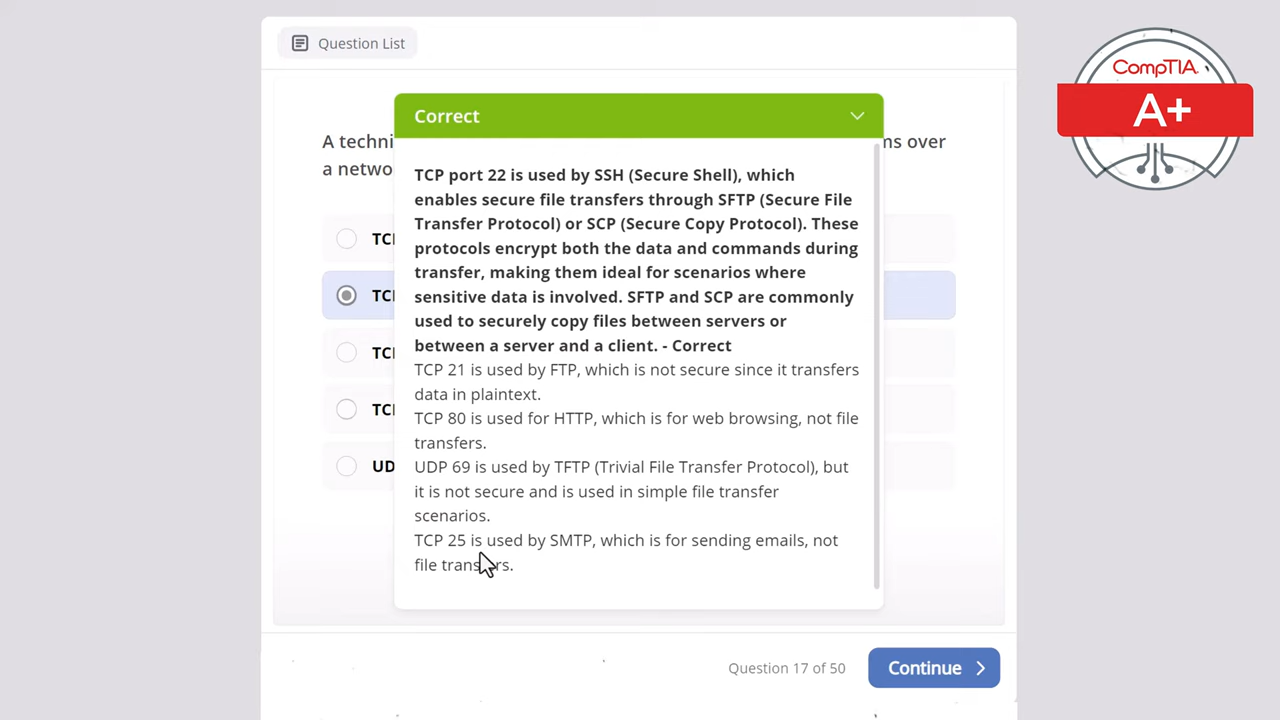 Question List
CompTIA.
A+
Correct
A techni
ms over
a netwo
TCP port 22 is used by SSH (Secure Shell), which
enables secure file transfers through SFTP (Secure File
Transfer Protocol) or SCP (Secure Copy Protocol). These
protocols encrypt both the data and commands during
transfer, making them ideal for scenarios where
sensitive data is involved. SFTP and SCP are commonly
used to securely copy files between servers or
between a server and a client. - Correct
TCP 21 is used by FTP, which is not secure since it transfers
data in plaintext.
TCP 80 is used for HTTP, which is for web browsing, not file
transfers.
UDP 69 is used by TFTP (Trivial File Transfer Protocol), but
it is not secure and is used in simple file transfer
scenarios.
TCP 25 is used by SMTP, which is for sending emails, not
file transfers.
UD
Question 17 of 50
Continue